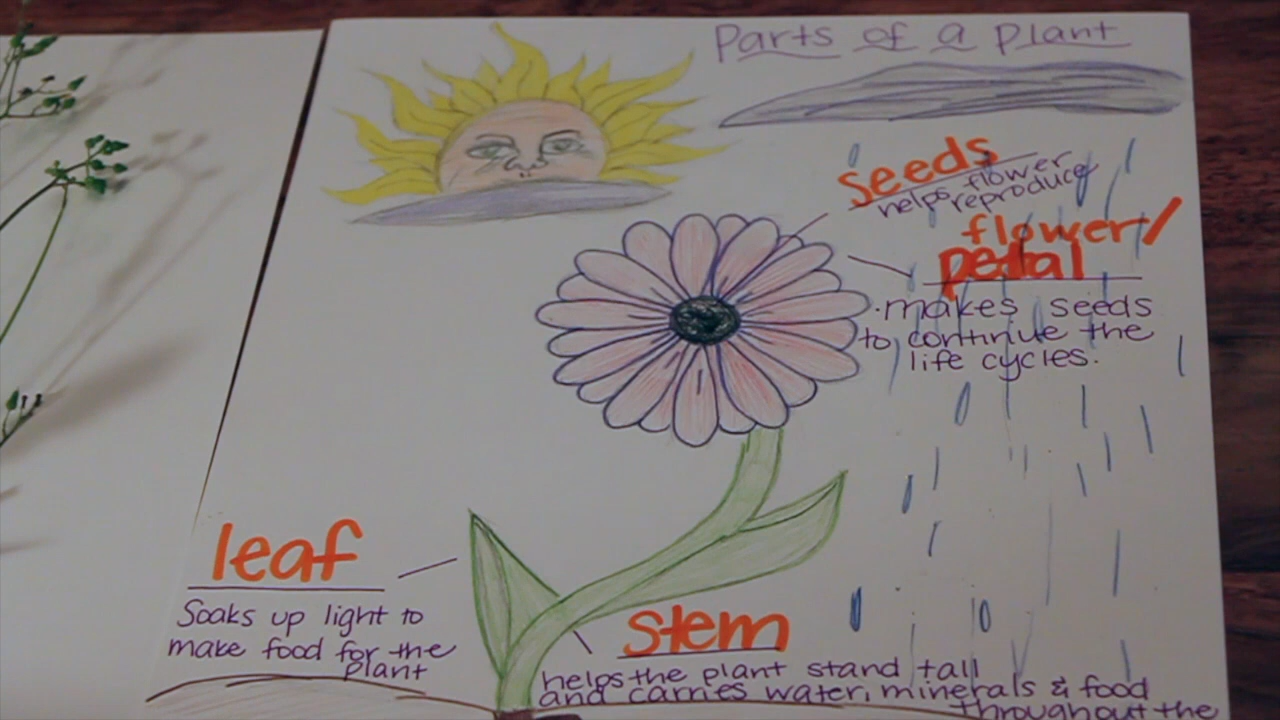 Parts of a Plant
Seeds
helps flower
reproduce
flower/
pedal
• makes seeds
to continue the
life cycles.
leaf
Soaks up light to
make food for the
plant
stem
helps the plant stand tall
and carries water, minerals & food
throughout the